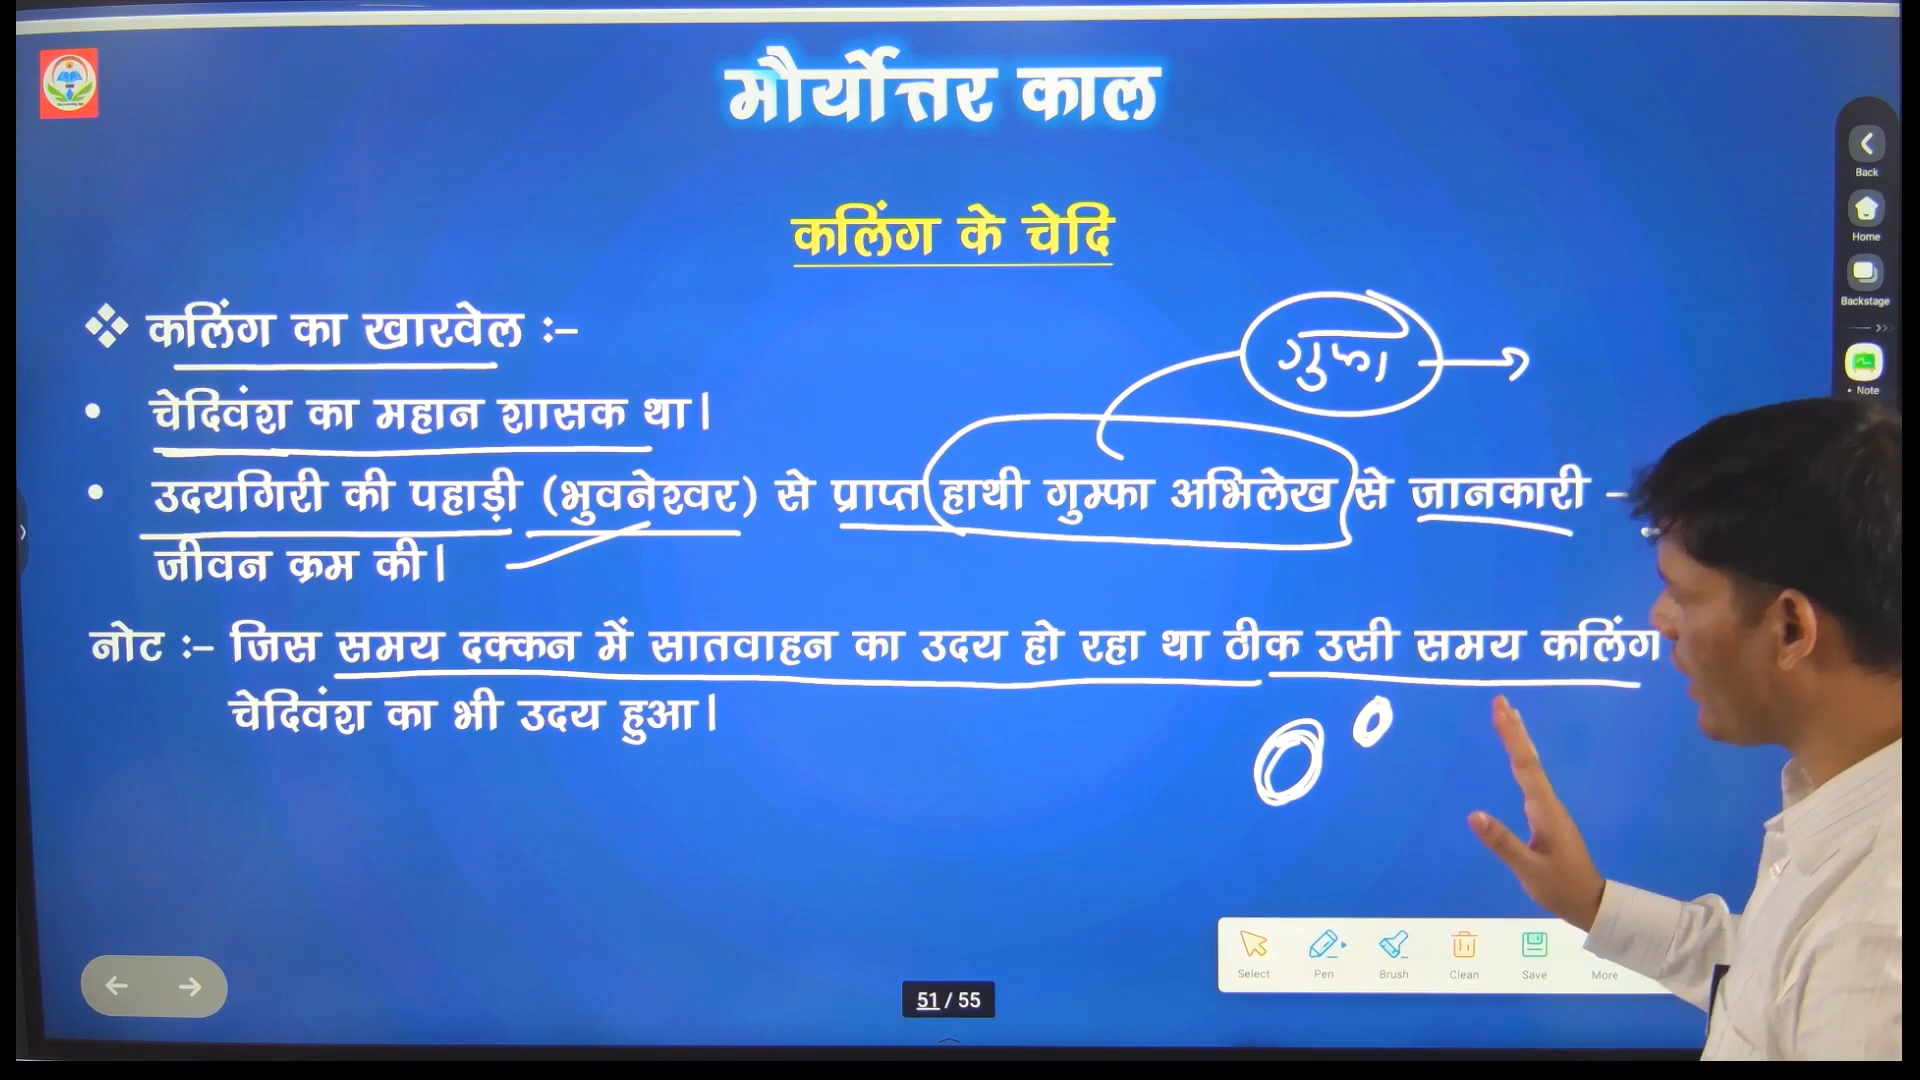 मौर्योत्तर काल
कलिंग के चेदि
❖ कलिंग का खारवेल :–
गुफा
• चेदिवंश का महान शासक था।
• उदयगिरी की पहाड़ी (भुवनेश्वर) से प्राप्त हाथी गुम्फा अभिलेख से जानकारी –
जीवन क्रम की।
नोट :– जिस समय दक्कन में सातवाहन का उदय हो रहा था ठीक उसी समय कलिंग
चेदिवंश का भी उदय हुआ।
Back
Home
Backstage
• Note
Select Pen Brush Clean Save More
51 / 55